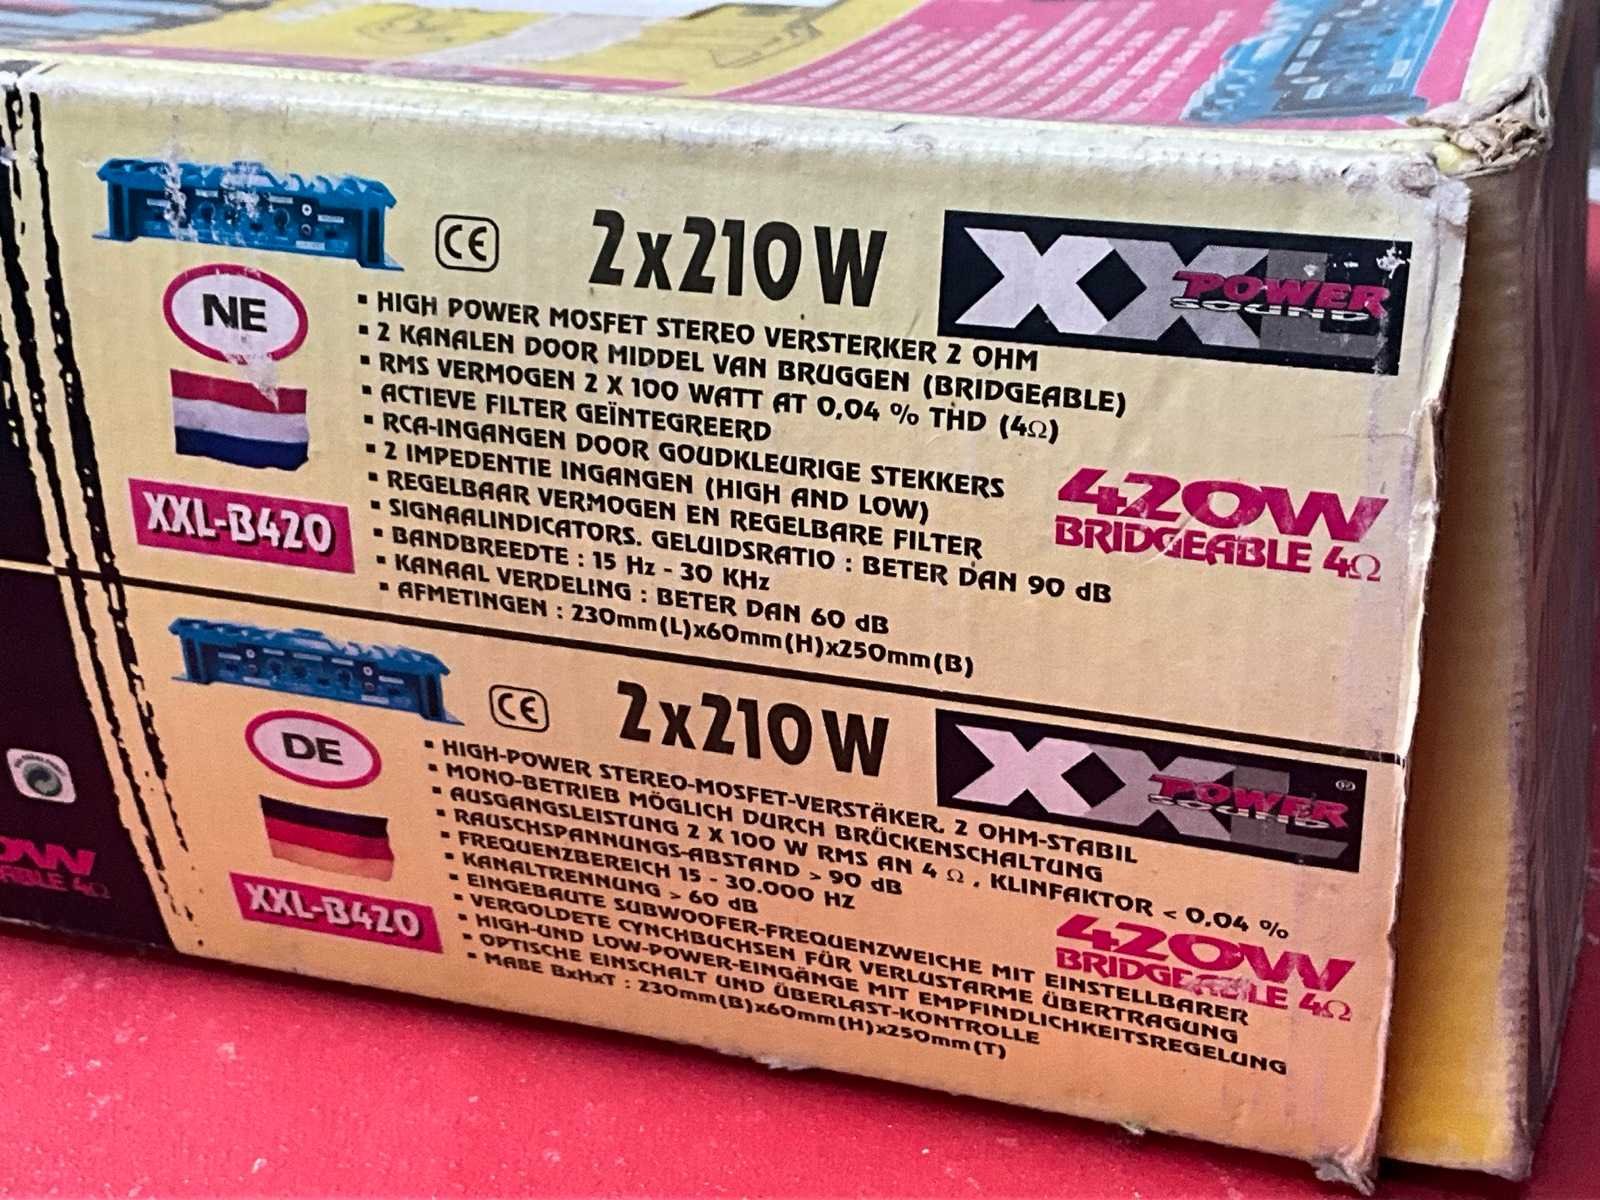 CE
2x210W
XXL
POWER
SOUND
NE
XXL-B420
▪ HIGH POWER MOSFET STEREO VERSTERKER 2 OHM
▪ 2 KANALEN DOOR MIDDEL VAN BRUGGEN (BRIDGEABLE)
▪ RMS VERMOGEN 2 X 100 WATT AT 0,04 % THD (4Ω)
▪ ACTIEVE FILTER GEÏNTEGREERD
▪ RCA-INGANGEN DOOR GOUDKLEURIGE STEKKERS
▪ 2 IMPEDENTIE INGANGEN (HIGH AND LOW)
▪ REGELBAAR VERMOGEN EN REGELBARE FILTER
▪ SIGNAALINDICATORS. GELUIDSRATIO : BETER DAN 90 dB
▪ BANDBREEDTE : 15 Hz - 30 KHz
▪ KANAAL VERDELING : BETER DAN 60 dB
▪ AFMETINGEN : 230mm(L)x60mm(H)x250mm(B)
420W
BRIDGEABLE 4Ω
CE
2x210W
XXL
POWER
SOUND
®
DE
XXL-B420
▪ HIGH-POWER STEREO-MOSFET-VERSTÄKER, 2 OHM-STABIL
▪ MONO-BETRIEB MÖGLICH DURCH BRÜCKENSCHALTUNG
▪ AUSGANGSLEISTUNG 2 X 100 W RMS AN 4 Ω , KLINFAKTOR < 0,04 %
▪ RAUSCHSPANNUNGS-ABSTAND > 90 dB
▪ FREQUENZBEREICH 15 - 30.000 HZ
▪ KANALTRENNUNG > 60 dB
▪ EINGEBAUTE SUBWOOFER-FREQUENZWEICHE MIT EINSTELLBARER
▪ VERGOLDETE CYNCHBUCHSEN FÜR VERLUSTARME ÜBERTRAGUNG
▪ HIGH-UND LOW-POWER-EINGÄNGE MIT EMPFINDLICHKEITSREGELUNG
▪ OPTISCHE EINSCHALT UND ÜBERLAST-KONTROLLE
▪ MAßE BxHxT : 230mm(B)x60mm(H)x250mm(T)
420W
BRIDGEABLE 4Ω